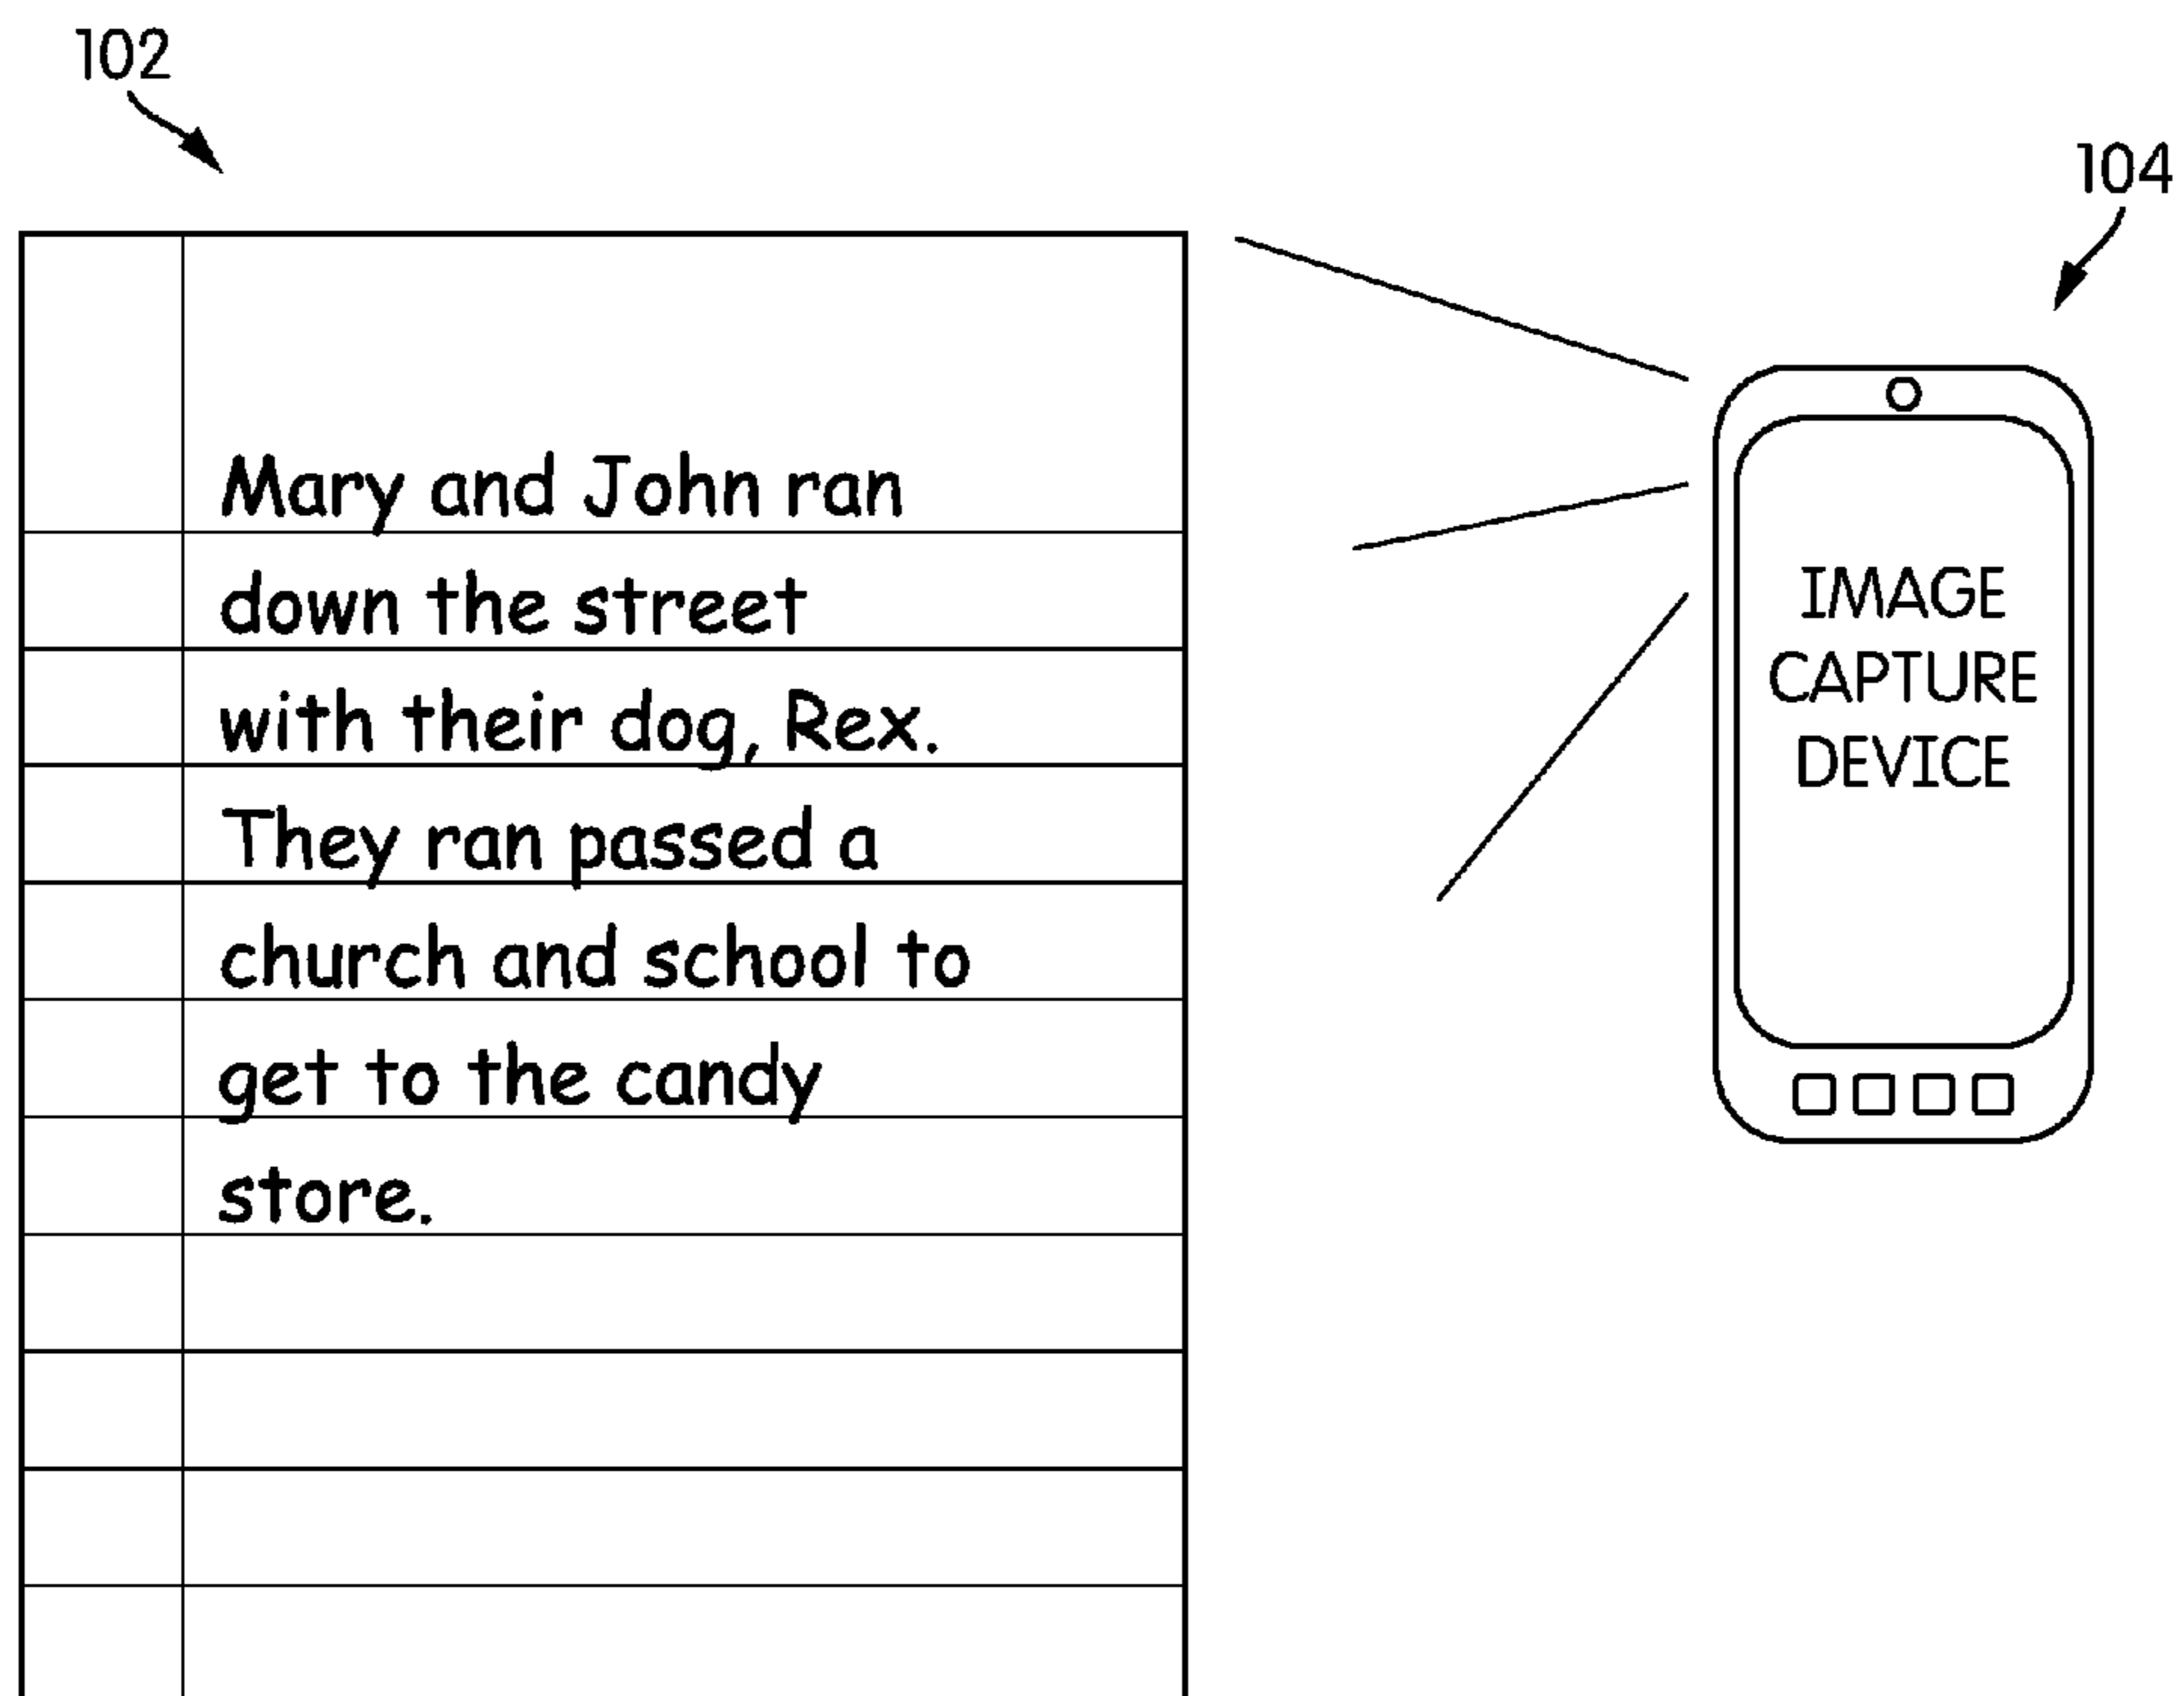 102
104
Mary and John ran
down the street
with their dog, Rex.
They ran passed a
church and school to
get to the candy
store.
IMAGE
CAPTURE
DEVICE